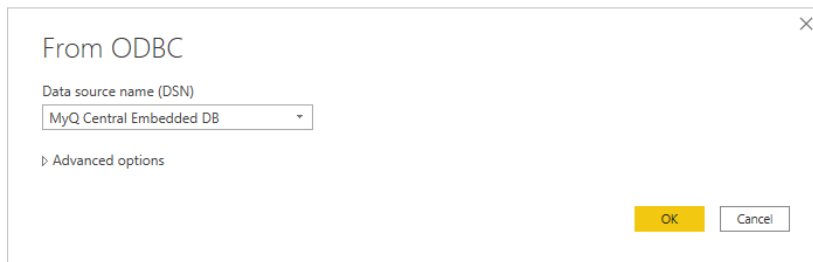 From ODBC
Data source name (DSN)
MyQ Central Embedded DB
Advanced options
OK
Cancel